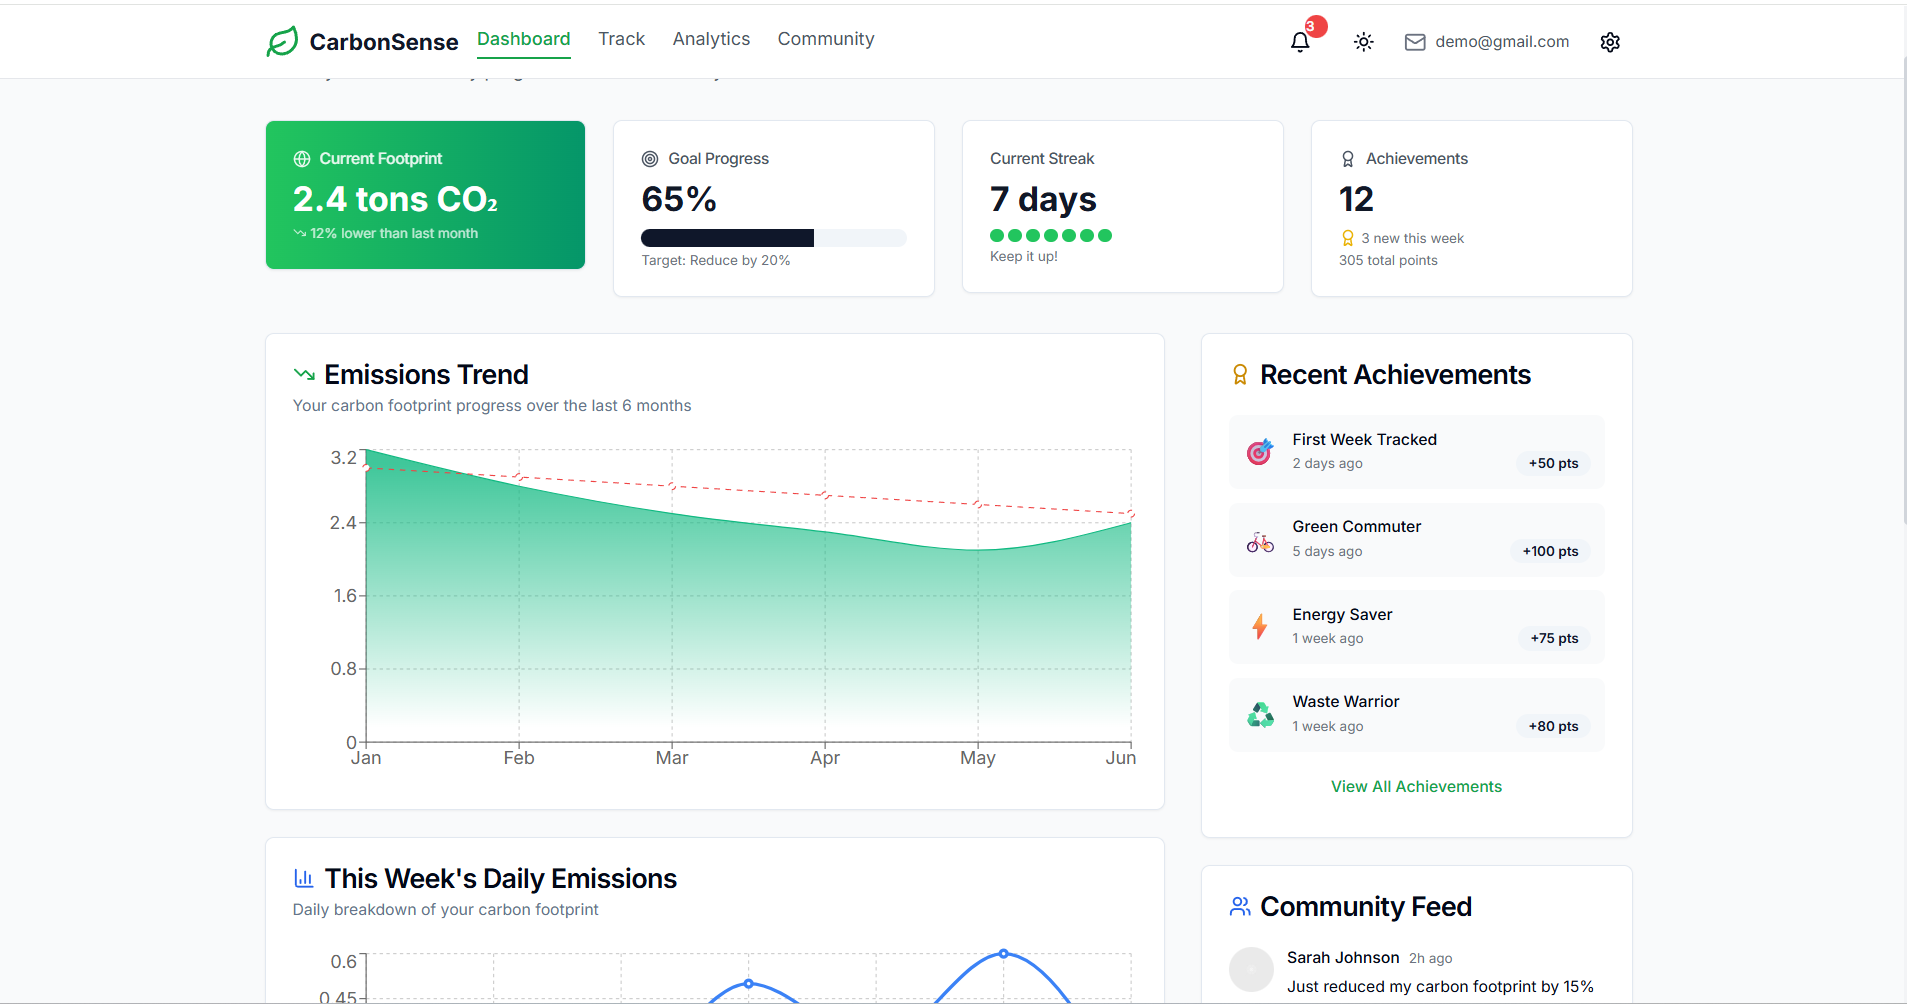 CarbonSense
Dashboard
Track
Analytics
Community
3
demo@gmail.com
Current Footprint
2.4 tons CO₂
12% lower than last month
Goal Progress
65%
Target: Reduce by 20%
Current Streak
7 days
Keep it up!
Achievements
12
3 new this week
305 total points
Emissions Trend
Your carbon footprint progress over the last 6 months
3.2
2.4
1.6
0.8
0
Jan
Feb
Mar
Apr
May
Jun
This Week's Daily Emissions
Daily breakdown of your carbon footprint
0.6
0.45
Recent Achievements
First Week Tracked
2 days ago
+50 pts
Green Commuter
5 days ago
+100 pts
Energy Saver
1 week ago
+75 pts
Waste Warrior
1 week ago
+80 pts
View All Achievements
Community Feed
Sarah Johnson 2h ago
Just reduced my carbon footprint by 15%